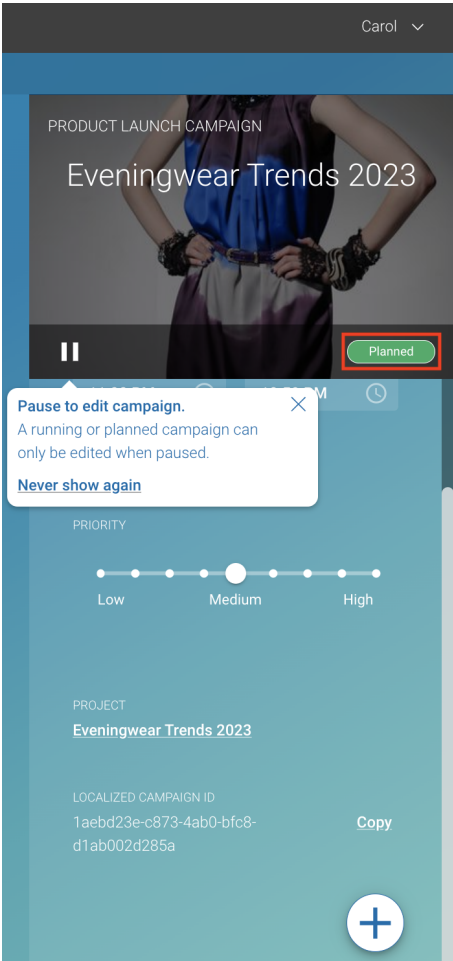 Carol
PRODUCT LAUNCH CAMPAIGN
Eveningwear Trends 2023
Planned
Pause to edit campaign.
A running or planned campaign can
only be edited when paused.
Never show again
PRIORITY
Low Medium High
PROJECT
Eveningwear Trends 2023
LOCALIZED CAMPAIGN ID
1aebd23e-c873-4ab0-bfc8-
d1ab002d285a
Copy